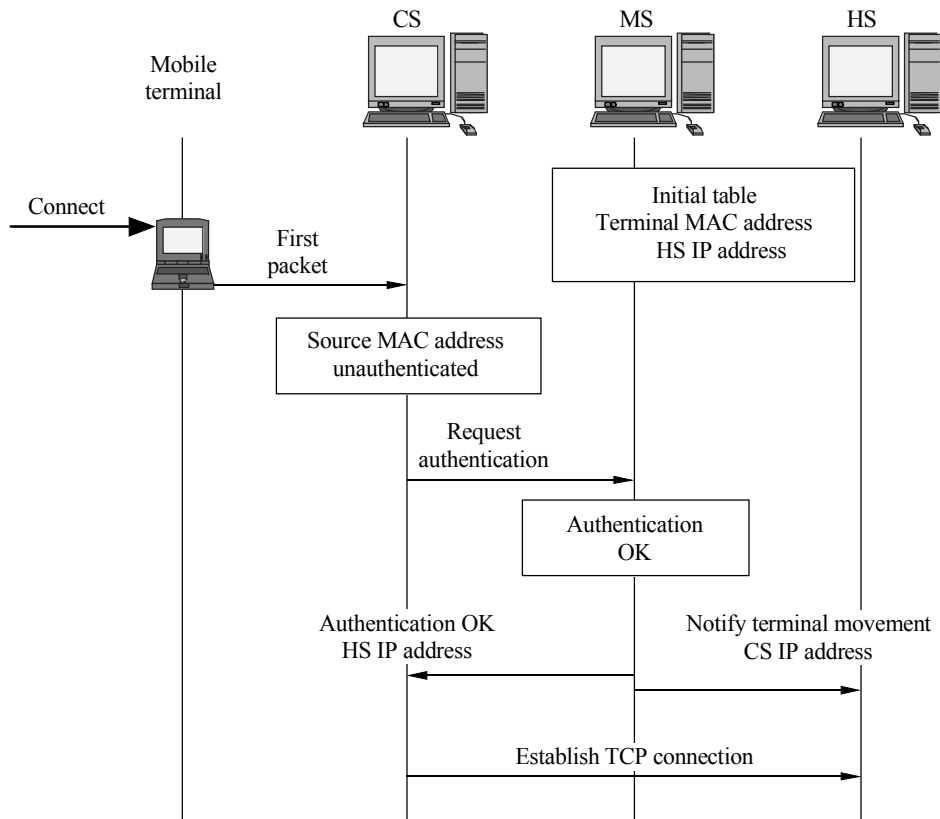 CS
MS
HS
Mobile
terminal
Initial table
Terminal MAC address
HS IP address
Connect
First
packet
Source MAC address
unauthenticated
Request
authentication
Authentication
OK
Authentication OK
HS IP address
Notify terminal movement
CS IP address
Establish TCP connection